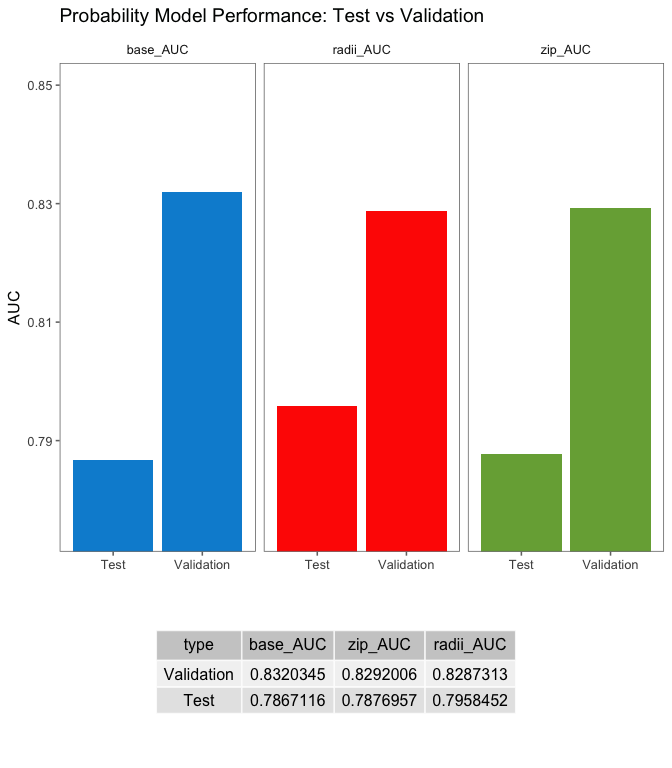 Probability Model Performance: Test vs Validation
base_AUC radii_AUC zip_AUC
0.85
0.83
0.81
0.79
AUC
Test Validation Test Validation Test Validation
type base_AUC zip_AUC radii_AUC
Validation 0.8320345 0.8292006 0.8287313
Test 0.7867116 0.7876957 0.7958452